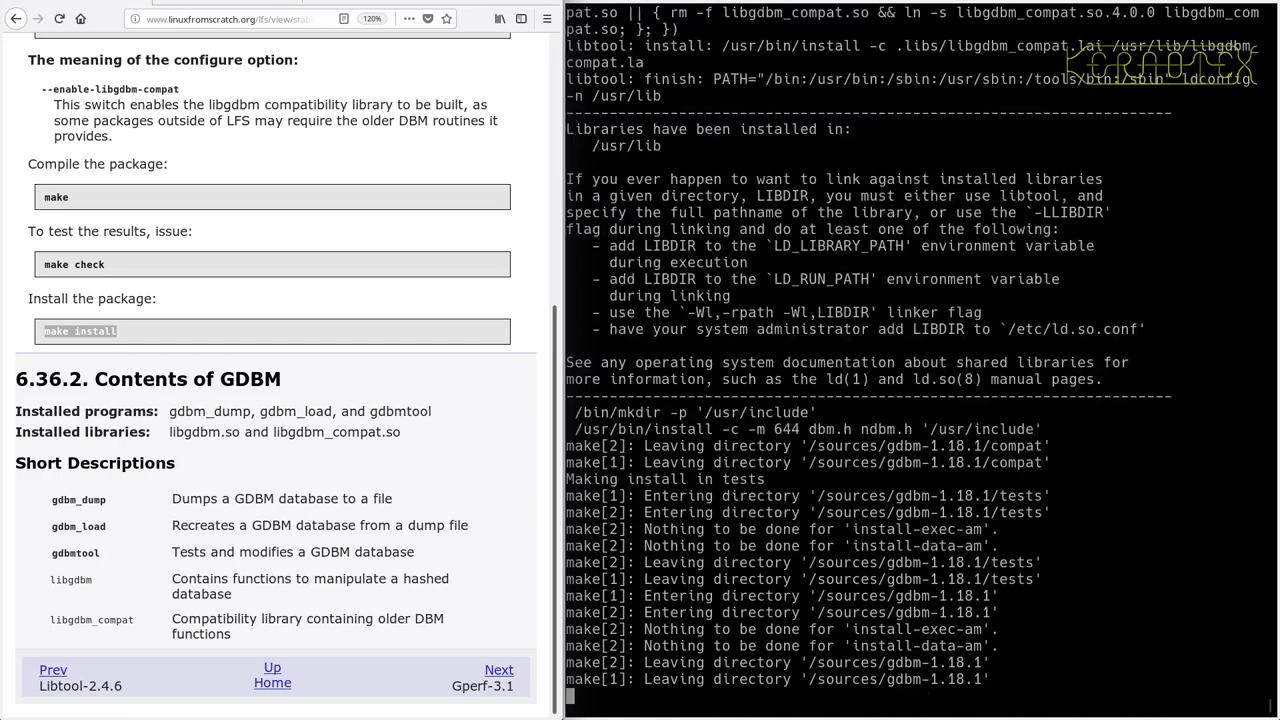 www.linuxfromscratch.org/lfs/view/stab
120%
The meaning of the configure option:
--enable-libgdbm-compat
This switch enables the libgdbm compatibility library to be built, as
some packages outside of LFS may require the older DBM routines it
provides.
Compile the package:
make
To test the results, issue:
make check
Install the package:
make install
6.36.2. Contents of GDBM
Installed programs: gdbm_dump, gdbm_load, and gdbmtool
Installed libraries: libgdbm.so and libgdbm_compat.so
Short Descriptions
gdbm_dump Dumps a GDBM database to a file
gdbm_load Recreates a GDBM database from a dump file
gdbmtool Tests and modifies a GDBM database
libgdbm Contains functions to manipulate a hashed
database
libgdbm_compat Compatibility library containing older DBM
functions
Prev Up Next
Libtool-2.4.6 Home Gperf-3.1
pat.so || { rm -f libgdbm_compat.so && ln -s libgdbm_compat.so.4.0.0 libgdbm_com
pat.so; }; })
libtool: install: /usr/bin/install -c .libs/libgdbm_compat.lai /usr/lib/libgdbm_
compat.la
libtool: finish: PATH="/bin:/usr/bin:/sbin:/usr/sbin:/tools/bin:/sbin" ldconfig
-n /usr/lib
----------------------------------------------------------------------
Libraries have been installed in:
/usr/lib
If you ever happen to want to link against installed libraries
in a given directory, LIBDIR, you must either use libtool, and
specify the full pathname of the library, or use the `-LLIBDIR'
flag during linking and do at least one of the following:
- add LIBDIR to the `LD_LIBRARY_PATH' environment variable
during execution
- add LIBDIR to the `LD_RUN_PATH' environment variable
during linking
- use the `-Wl,-rpath -Wl,LIBDIR' linker flag
- have your system administrator add LIBDIR to `/etc/ld.so.conf'
See any operating system documentation about shared libraries for
more information, such as the ld(1) and ld.so(8) manual pages.
----------------------------------------------------------------------
/bin/mkdir -p '/usr/include'
/usr/bin/install -c -m 644 dbm.h ndbm.h '/usr/include'
make[2]: Leaving directory '/sources/gdbm-1.18.1/compat'
make[1]: Leaving directory '/sources/gdbm-1.18.1/compat'
Making install in tests
make[1]: Entering directory '/sources/gdbm-1.18.1/tests'
make[2]: Entering directory '/sources/gdbm-1.18.1/tests'
make[2]: Nothing to be done for 'install-exec-am'.
make[2]: Nothing to be done for 'install-data-am'.
make[2]: Leaving directory '/sources/gdbm-1.18.1/tests'
make[1]: Leaving directory '/sources/gdbm-1.18.1/tests'
make[1]: Entering directory '/sources/gdbm-1.18.1'
make[2]: Entering directory '/sources/gdbm-1.18.1'
make[2]: Nothing to be done for 'install-exec-am'.
make[2]: Nothing to be done for 'install-data-am'.
make[2]: Leaving directory '/sources/gdbm-1.18.1'
make[1]: Leaving directory '/sources/gdbm-1.18.1'